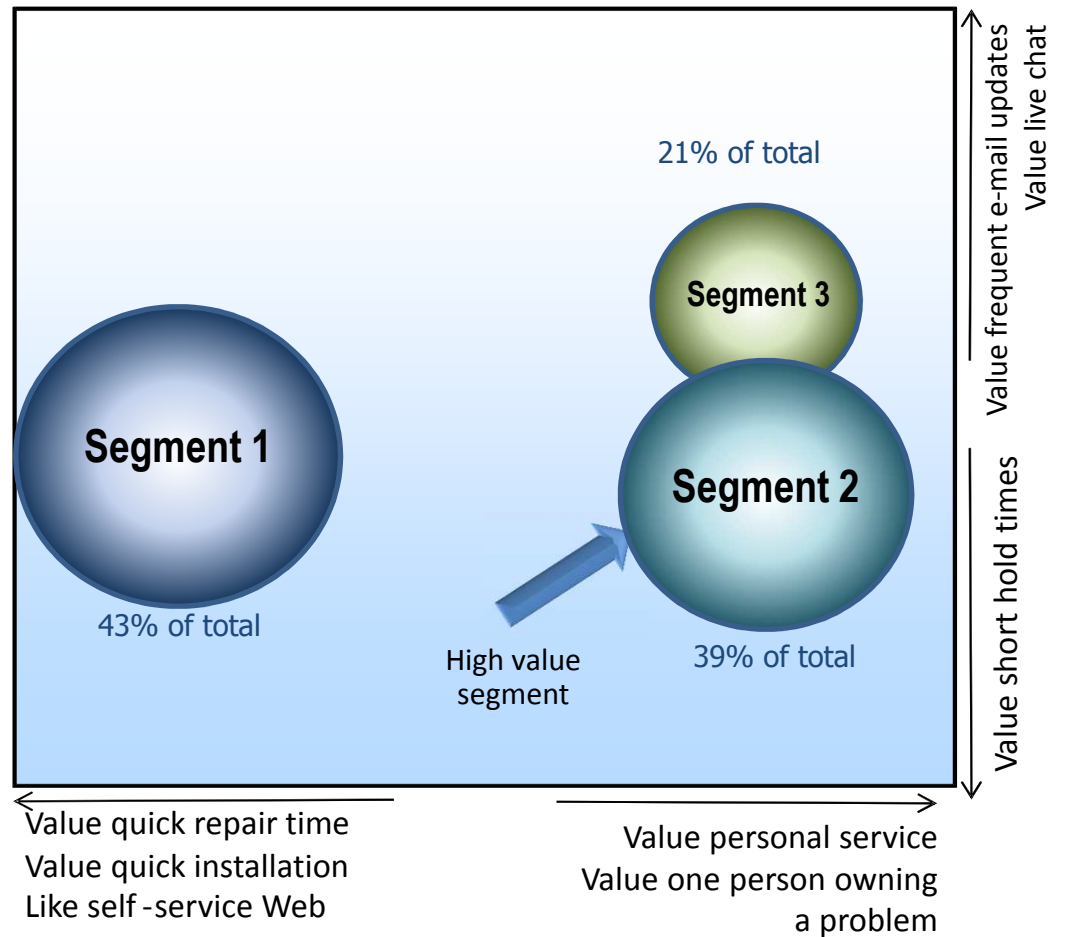 Value frequent e-mail updates
Value live chat
21% of total
Segment 3
Segment 1
Segment 2
Value short hold times
43% of total
High value
segment
39% of total
Value quick repair time
Value quick installation
Like self-service Web
Value personal service
Value one person owning
a problem